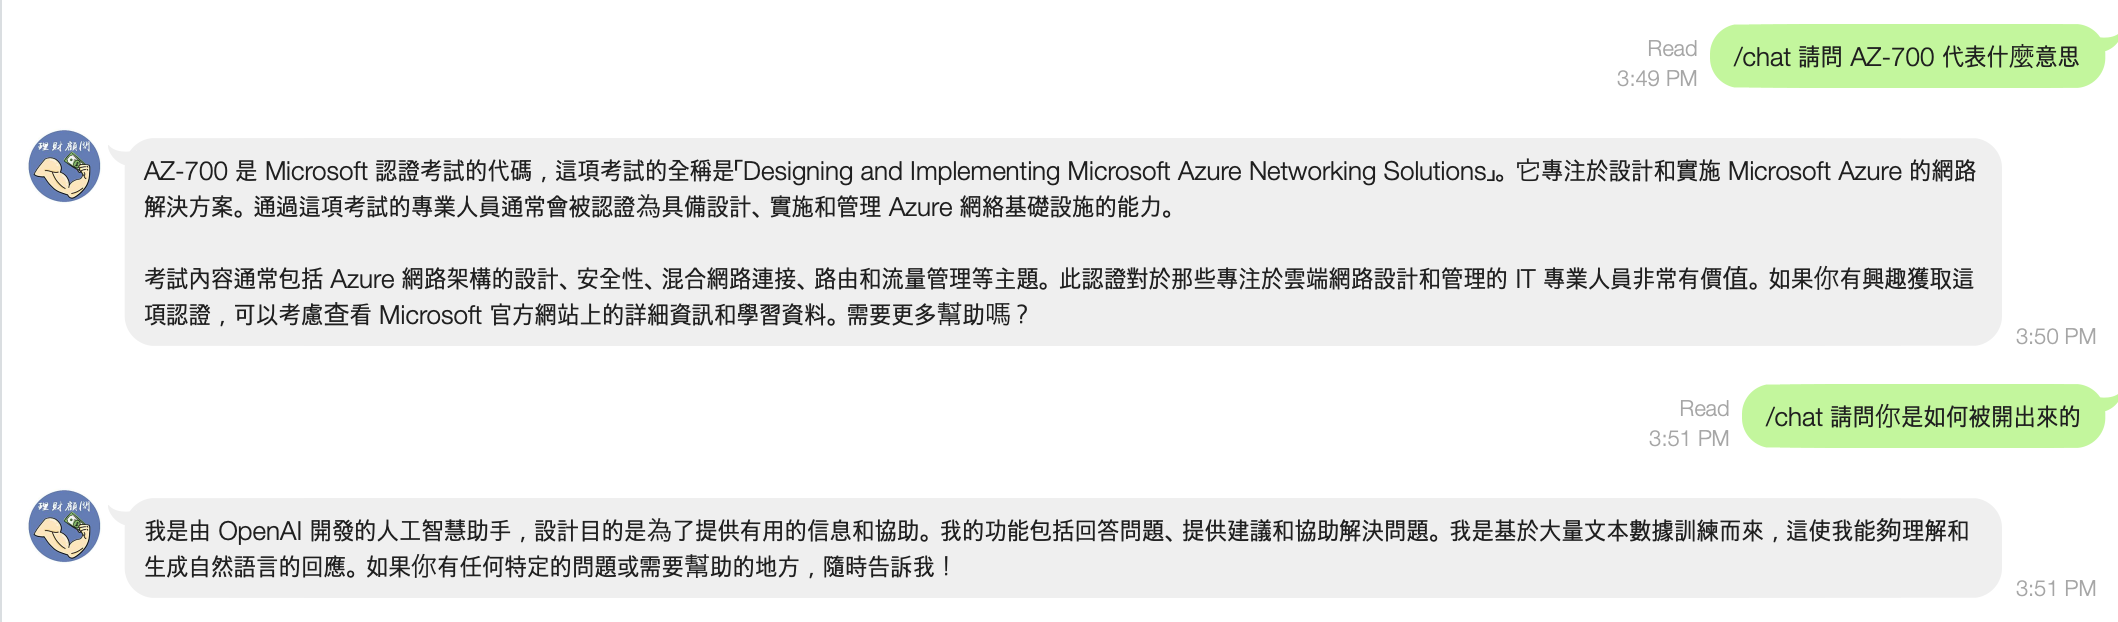 Read
3:49 PM
/chat 請問 AZ-700 代表什麼意思
理財顧問
AZ-700 是 Microsoft 認證考試的代碼，這項考試的全稱是「Designing and Implementing Microsoft Azure Networking Solutions」。它專注於設計和實施 Microsoft Azure 的網路
解決方案。通過這項考試的專業人員通常會被認證為具備設計、實施和管理 Azure 網絡基礎設施的能力。
考試內容通常包括 Azure 網路架構的設計、安全性、混合網路連接、路由和流量管理等主題。此認證對於那些專注於雲端網路設計和管理的 IT 專業人員非常有價值。如果你有興趣獲取這
項認證，可以考慮查看 Microsoft 官方網站上的詳細資訊和學習資料。需要更多幫助嗎？
3:50 PM
Read
3:51 PM
/chat 請問你是如何被開出來的
理財顧問
我是由 OpenAI 開發的人工智慧助手，設計目的是為了提供有用的信息和協助。我的功能包括回答問題、提供建議和協助解決問題。我是基於大量文本數據訓練而來，這使我能夠理解和
生成自然語言的回應。如果你有任何特定的問題或需要幫助的地方，隨時告訴我！
3:51 PM